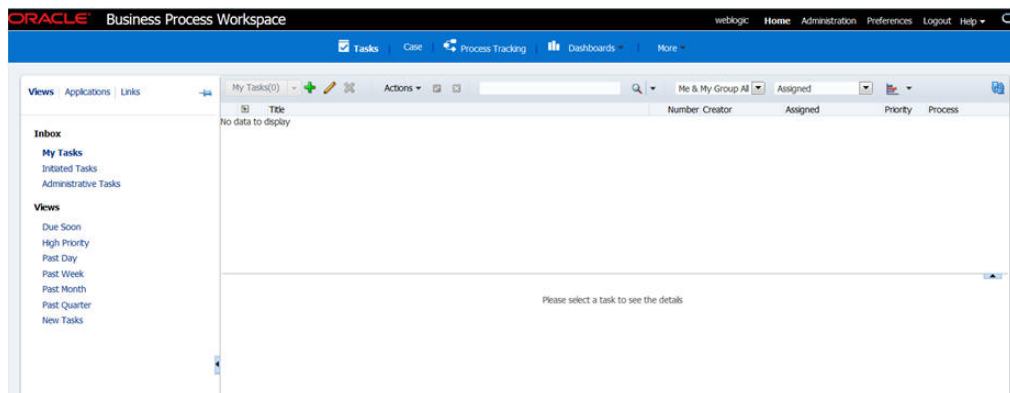 ORACLE Business Process Workspace weblogic Home Administration Preferences Logout Help
Tasks Case Process Tracking Dashboards More
Views Applications Links My Tasks(0) Actions Me & My Group All Assigned
Title Number Creator Assigned Priority Process
No data to display
Inbox
My Tasks
Initiated Tasks
Administrative Tasks
Views
Due Soon
High Priority
Past Day
Past Week
Past Month
Past Quarter
New Tasks
Please select a task to see the details